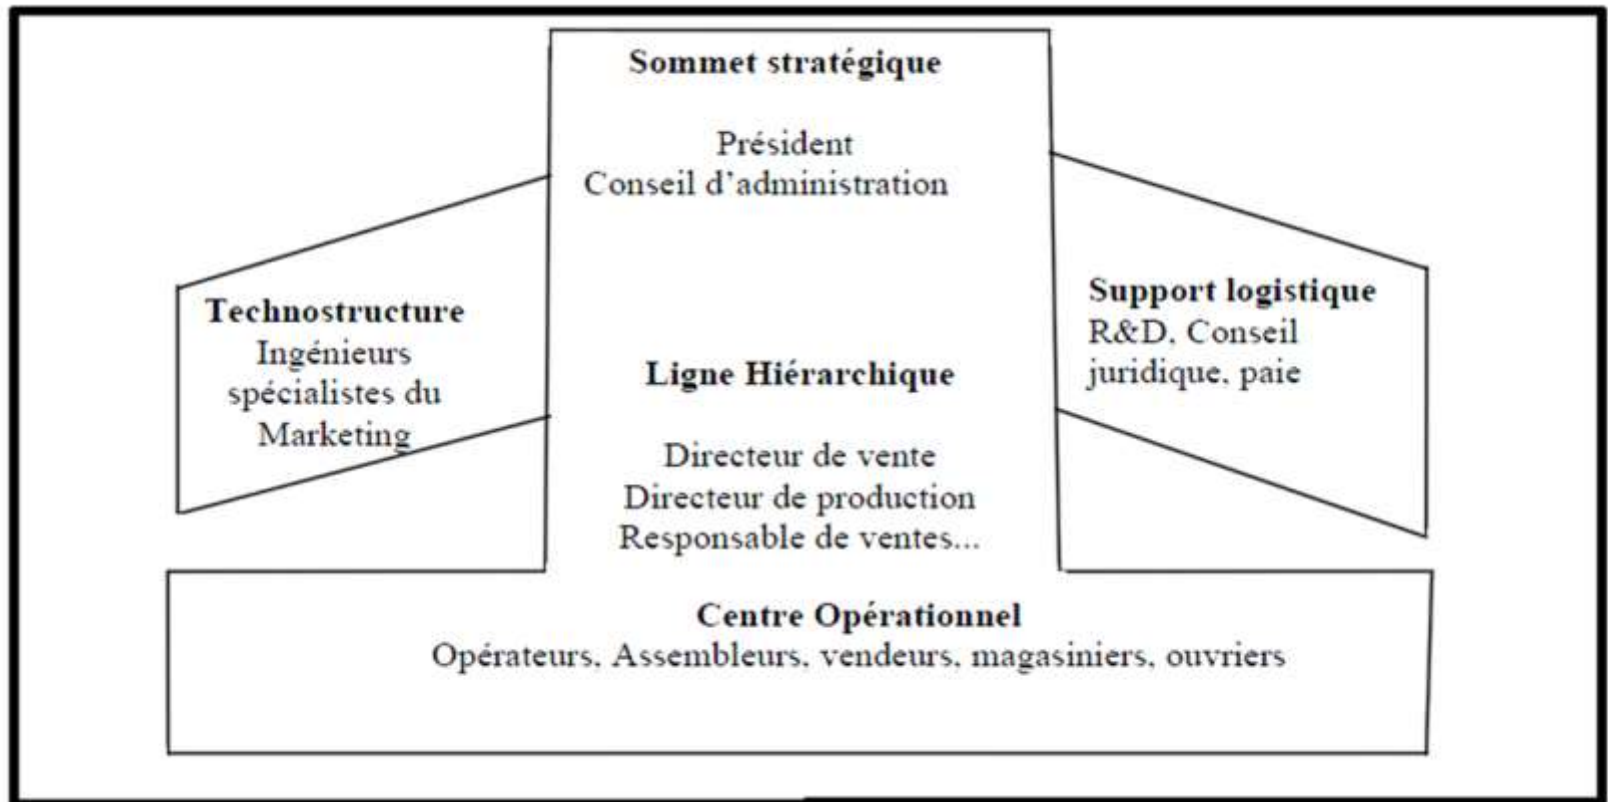 Sommet stratégique
Président
Conseil d'administration
Technostructure
Ingénieurs
spécialistes du
Marketing
Ligne Hiérarchique
Directeur de vente
Directeur de production
Responsable de ventes...
Support logistique
R&D, Conseil
juridique, paie
Centre Opérationnel
Opérateurs, Assembleurs, vendeurs, magasiniers, ouvriers